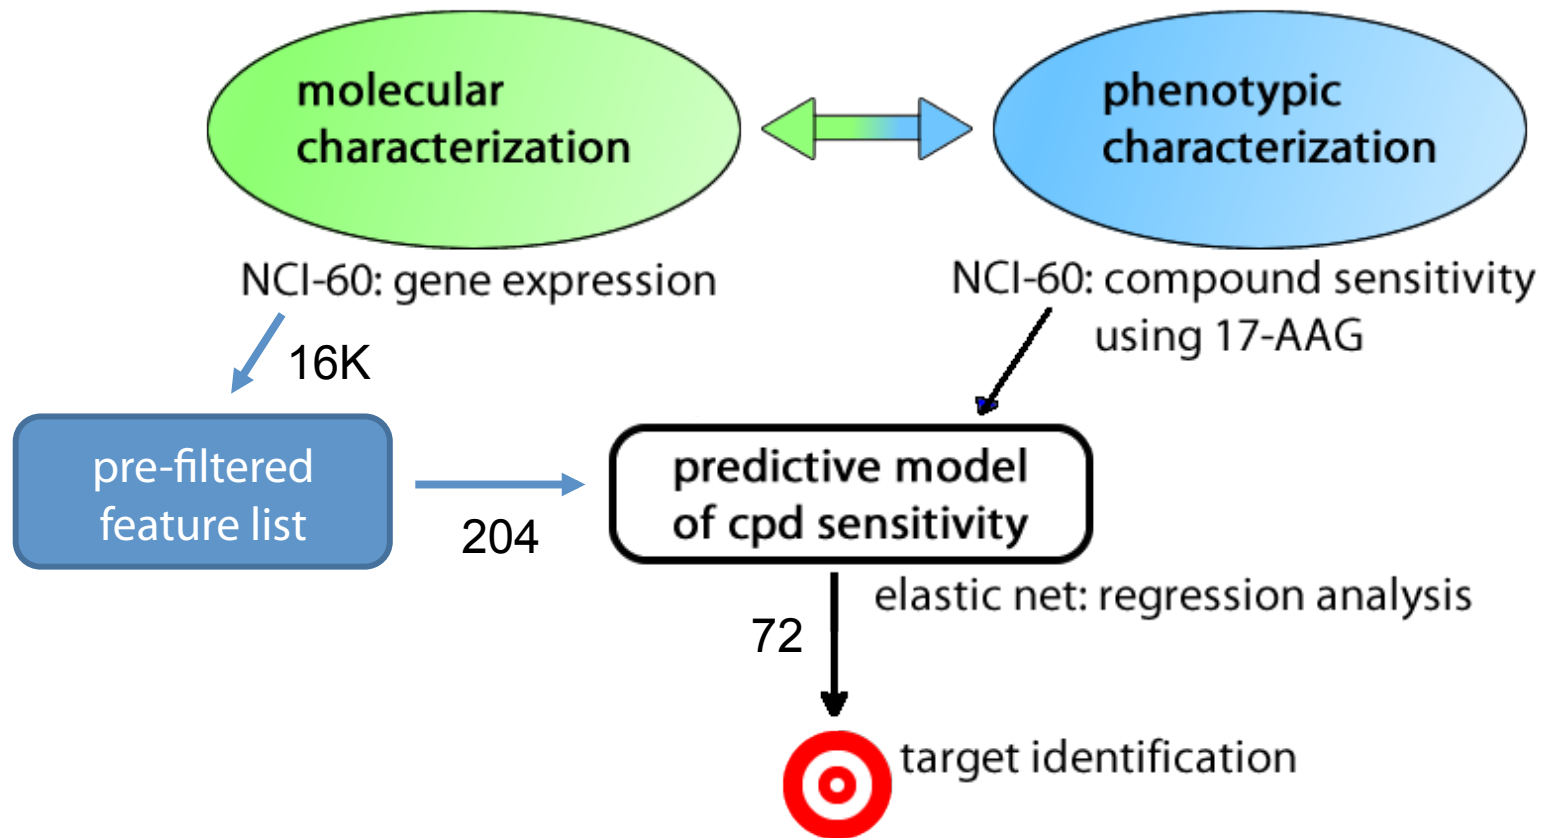 molecular
characterization
phenotypic
characterization
NCI-60: gene expression
NCI-60: compound sensitivity
using 17-AAG
16K
pre-filtered
feature list
204
predictive model
of cpd sensitivity
elastic net: regression analysis
72
target identification